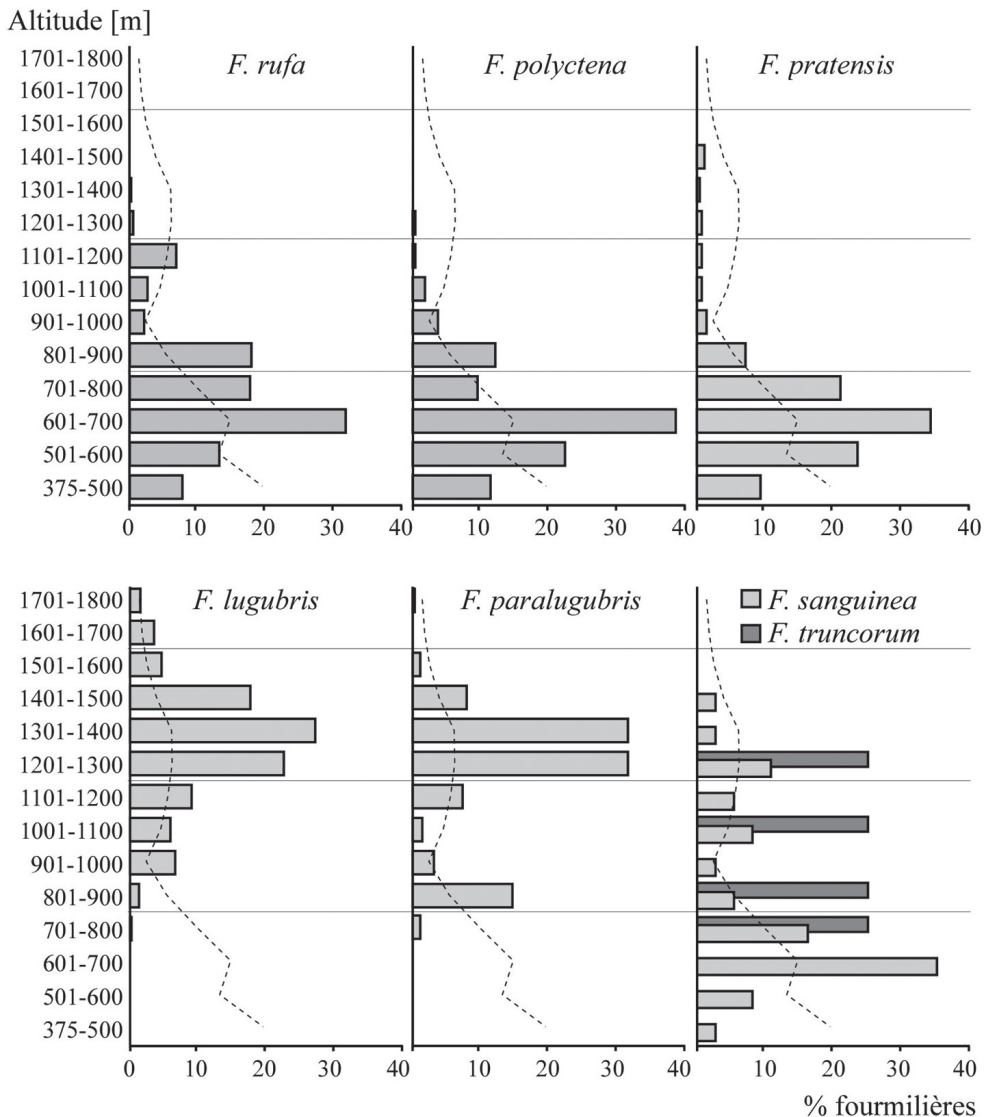 Altitude [m]
F. rufa
F. polyctena
F. pratensis
1701-1800
1601-1700
1501-1600
1401-1500
1301-1400
1201-1300
1101-1200
1001-1100
901-1000
801-900
701-800
601-700
501-600
375-500
0 10 20 30 40 10 20 30 40 10 20 30 40
F. lugubris
F. paralugubris
F. sanguinea
F. truncorum
1701-1800
1601-1700
1501-1600
1401-1500
1301-1400
1201-1300
1101-1200
1001-1100
901-1000
801-900
701-800
601-700
501-600
375-500
0 10 20 30 40 10 20 30 40 10 20 30 40
% fourmilières